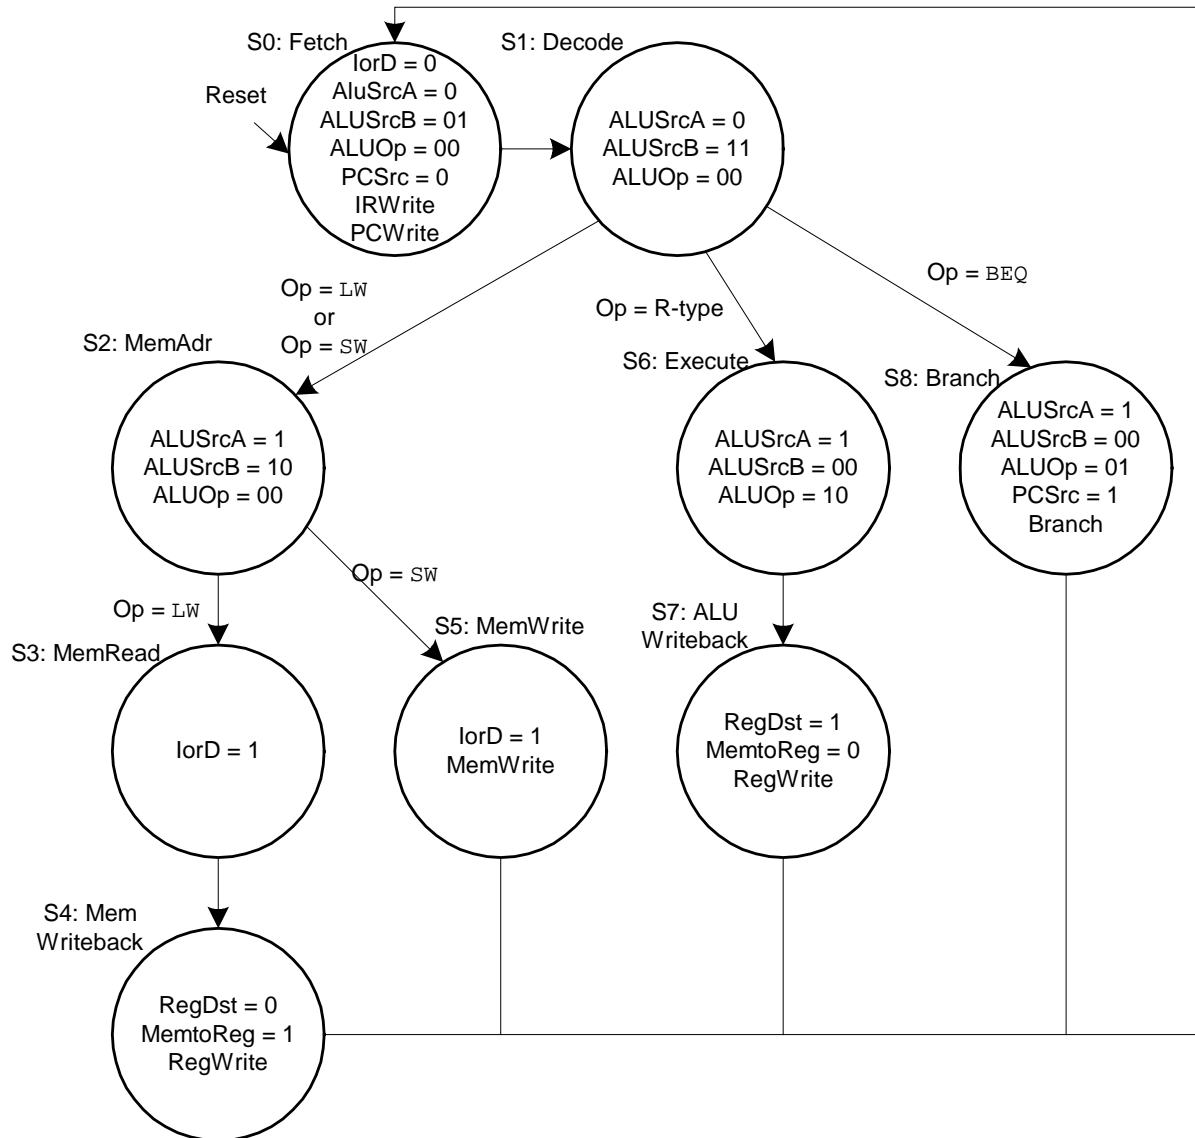 S0: Fetch
S1: Decode
Reset
IorD = 0
AluSrcA = 0
ALUSrcB = 01
ALUOp = 00
PCSrc = 0
IRWrite
PCWrite
ALUSrcA = 0
ALUSrcB = 11
ALUOp = 00
Op = LW
or
Op = SW
Op = R-type
Op = BEQ
S2: MemAdr
S6: Execute
S8: Branch
ALUSrcA = 1
ALUSrcB = 10
ALUOp = 00
ALUSrcA = 1
ALUSrcB = 00
ALUOp = 10
ALUSrcA = 1
ALUSrcB = 00
ALUOp = 01
PCSrc = 1
Branch
Op = LW
Op = SW
S3: MemRead
S5: MemWrite
S7: ALU
Writeback
IorD = 1
IorD = 1
MemWrite
RegDst = 1
MemtoReg = 0
RegWrite
S4: Mem
Writeback
RegDst = 0
MemtoReg = 1
RegWrite